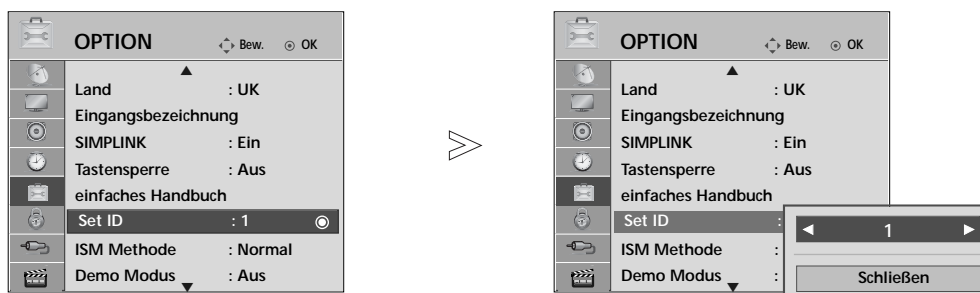 OPTION Bew. OK
Land : UK
Eingangsbezeichnung
SIMPLINK : Ein
Tastensperre : Aus
einfaches Handbuch
Set ID : 1
ISM Methode : Normal
Demo Modus : Aus
OPTION Bew. OK
Land : UK
Eingangsbezeichnung
SIMPLINK : Ein
Tastensperre : Aus
einfaches Handbuch
Set ID :
ISM Methode :
Demo Modus :
1
Schließen